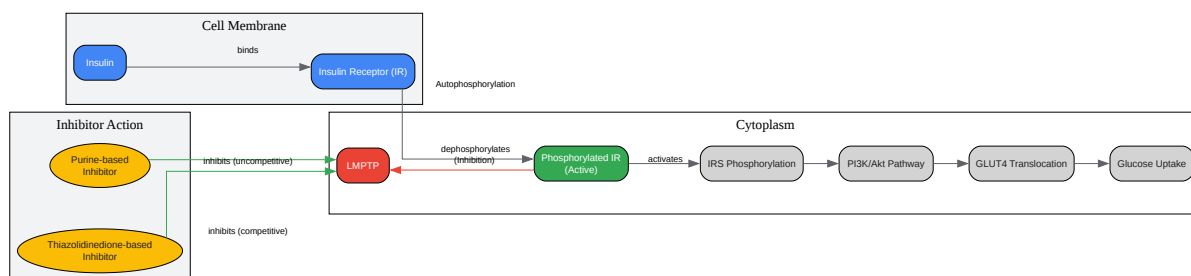 Cell Membrane
Insulin
binds
Insulin Receptor (IR)
Autophosphorylation
Inhibitor Action
Purine-based
Inhibitor
inhibits (uncompetitive)
Thiazolidinedione-based
Inhibitor
inhibits (competitive)
Cytoplasm
LMPTP
dephosphorylates
(Inhibition)
Phosphorylated IR
(Active)
activates
IRS Phosphorylation
PI3K/Akt Pathway
GLUT4 Translocation
Glucose Uptake